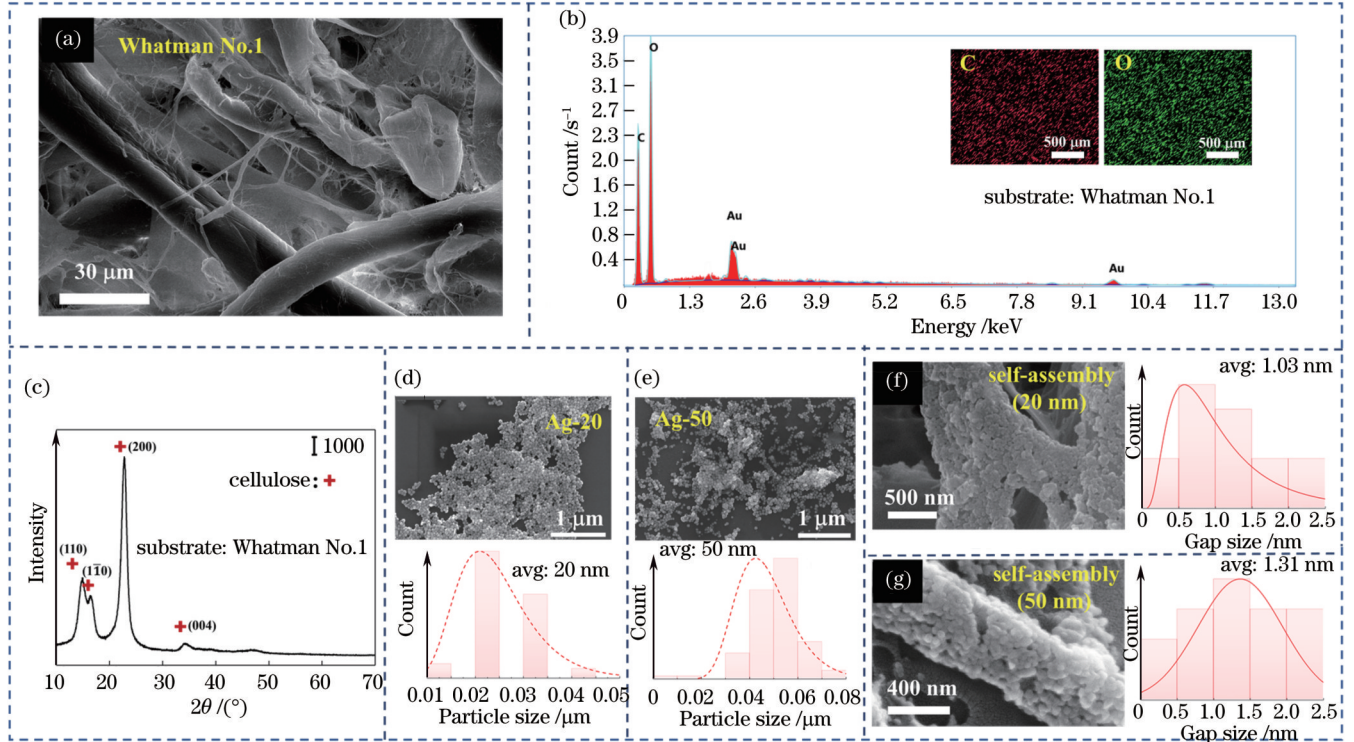 (a)
Whatman No.1
30 μm
(b)
Count /s⁻¹
3.9
3.5
3.1
2.7
2.3
2.0
1.6
1.2
0.8
0.4
C
O
Au
Au
Au
C
500 μm
O
500 μm
substrate: Whatman No.1
0 1.3 2.6 3.9 5.2 6.5 7.8 9.1 10.4 11.7 13.0
Energy /keV
(c)
Intensity
(110)
(11̄0)
(200)
(004)
1000
cellulose:
substrate: Whatman No.1
10 20 30 40 50 60 70
2θ /(°)
(d)
Ag-20
1 μm
avg: 20 nm
Count
0.01 0.02 0.03 0.04 0.05
Particle size /μm
(e)
Ag-50
1 μm
avg: 50 nm
Count
0 0.02 0.04 0.06 0.08
Particle size /μm
(f)
self-assembly
(20 nm)
500 nm
avg: 1.03 nm
Count
0 0.5 1.0 1.5 2.0 2.5
Gap size /nm
(g)
self-assembly
(50 nm)
400 nm
avg: 1.31 nm
Count
0 0.5 1.0 1.5 2.0 2.5
Gap size /nm